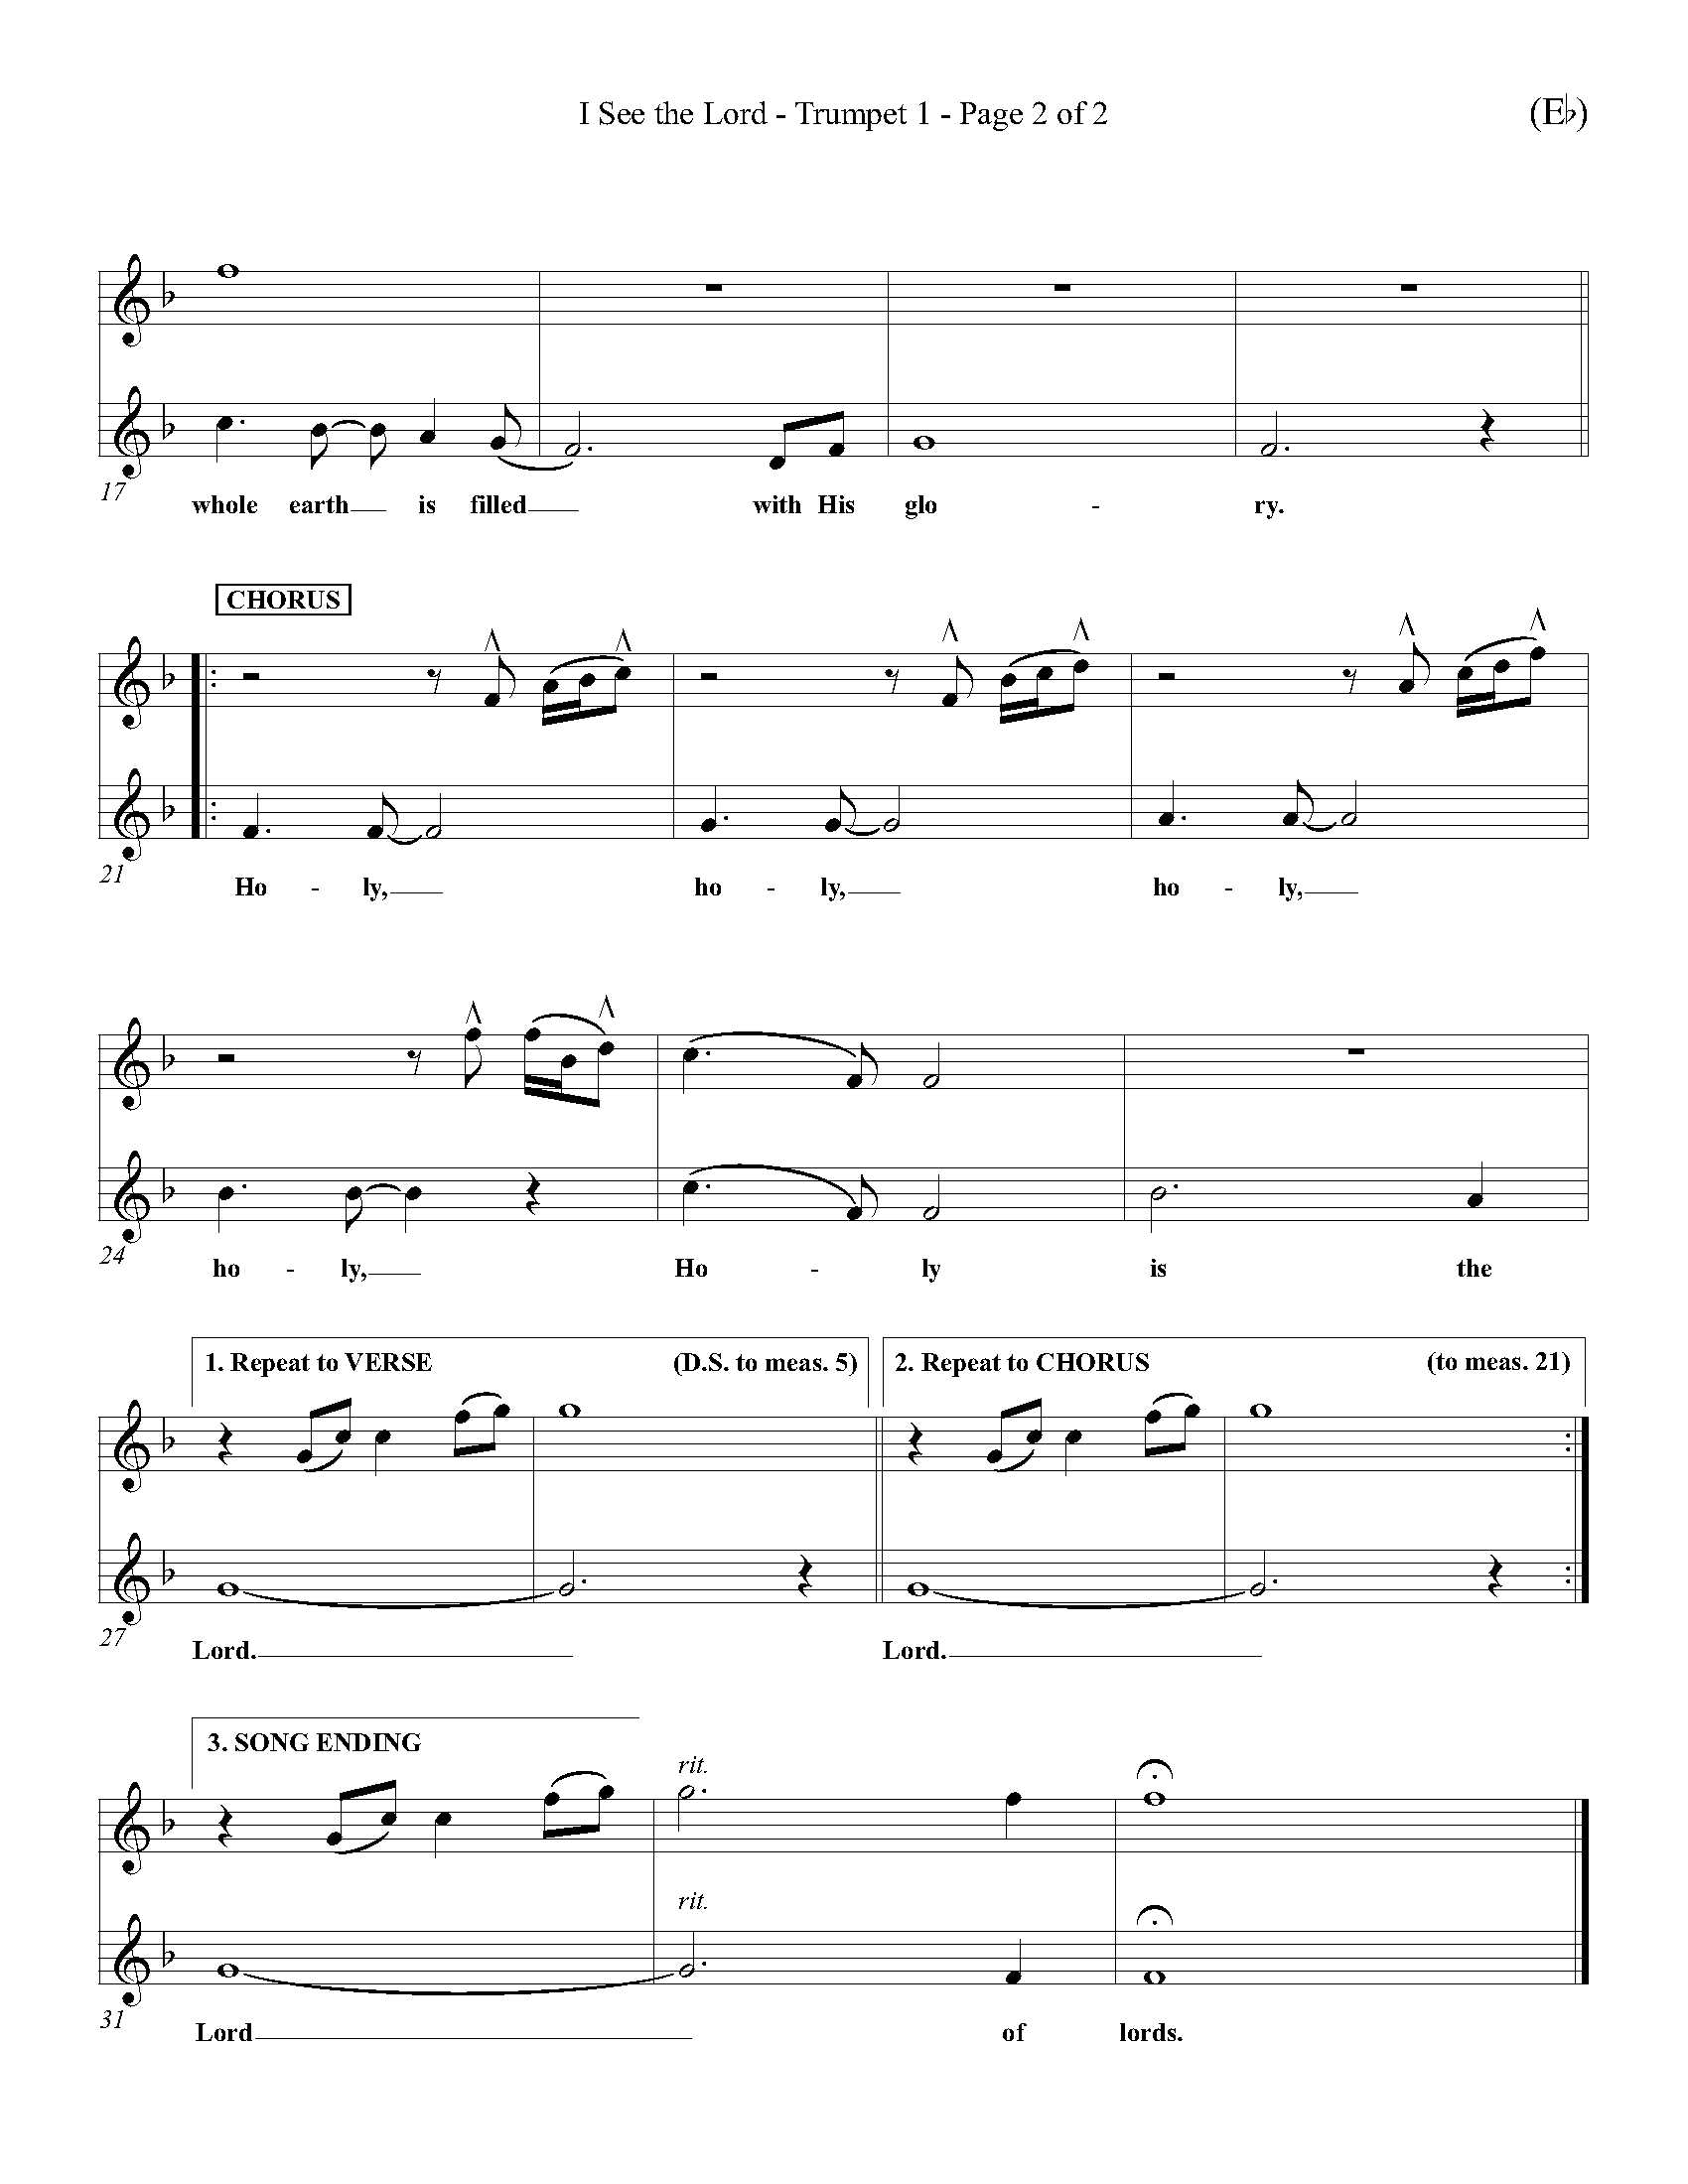 I See the Lord - Trumpet 1 - Page 2 of 2 (E♭)
17 whole earth is filled with His glo - ry.
CHORUS
21 Ho - ly, ho - ly, ho - ly,
24 ho - ly, Ho - ly is the
1. Repeat to VERSE (D.S. to meas. 5) 2. Repeat to CHORUS (to meas. 21)
27 Lord. Lord.
3. SONG ENDING
rit.
rit.
31 Lord of lords.